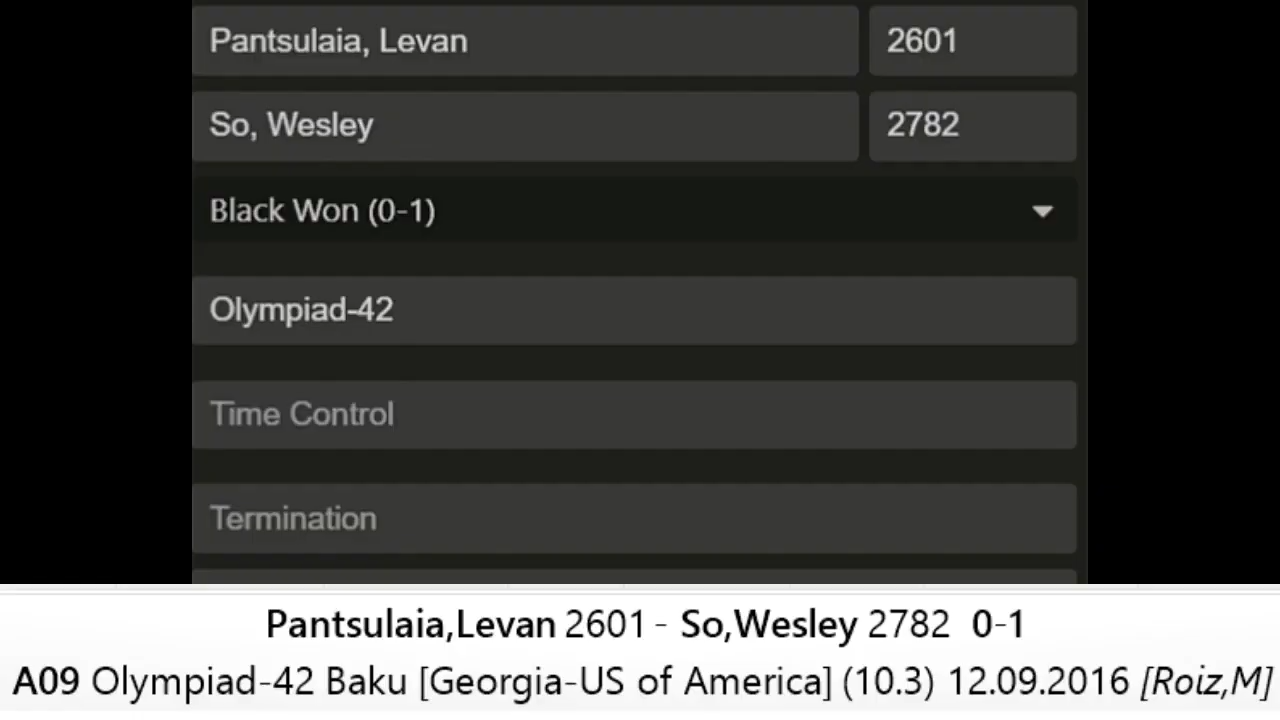 Pantsulaia, Levan 2601
So, Wesley 2782
Black Won (0-1)
Olympiad-42
Time Control
Termination
Pantsulaia,Levan 2601 - So,Wesley 2782 0-1
A09 Olympiad-42 Baku [Georgia-US of America] (10.3) 12.09.2016 [Roiz,M]